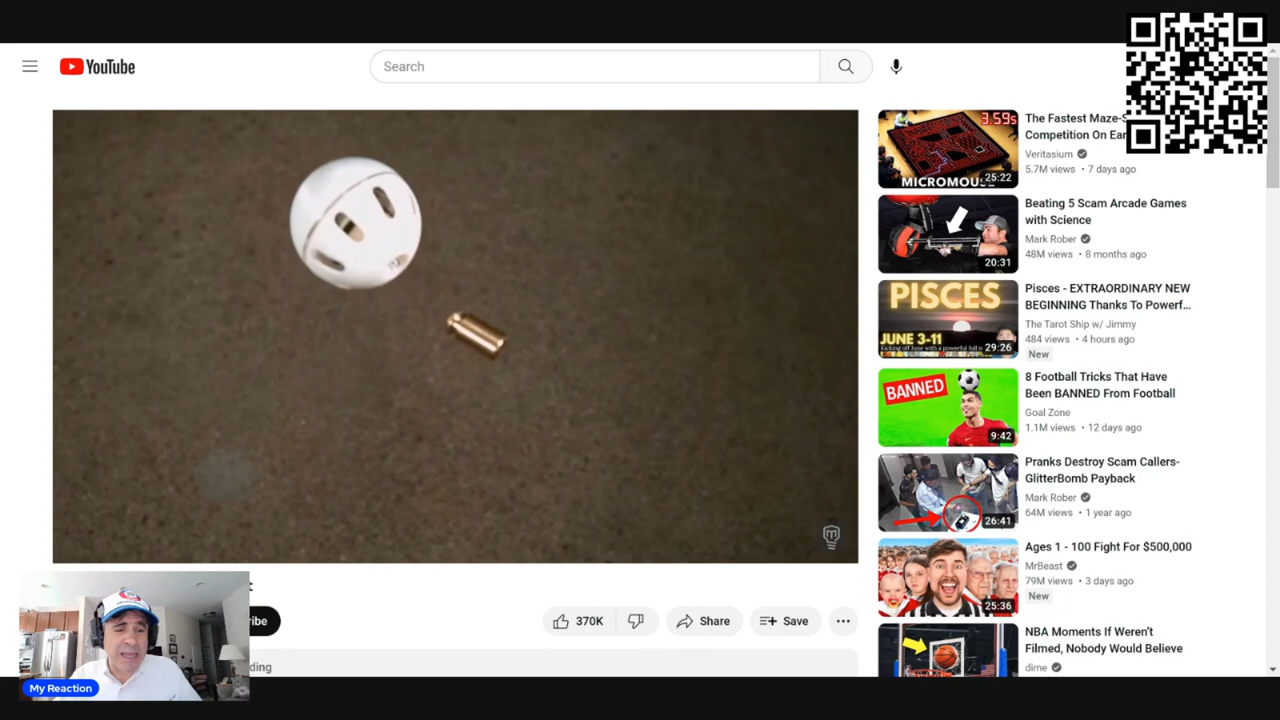 YouTube
Search
3.59s
MICROMOUSE
25:22
The Fastest Maze-S
Competition On Ear
Veritasium
5.7M views • 7 days ago
20:31
Beating 5 Scam Arcade Games
with Science
Mark Rober
48M views • 8 months ago
PISCES
JUNE 3-11
29:26
Pisces - EXTRAORDINARY NEW
BEGINNING Thanks To Powerf...
The Tarot Ship w/ Jimmy
484 views • 4 hours ago
New
BANNED
9:42
8 Football Tricks That Have
Been BANNED From Football
Goal Zone
1.1M views • 12 days ago
26:41
Pranks Destroy Scam Callers-
GlitterBomb Payback
Mark Rober
64M views • 1 year ago
25:36
Ages 1 - 100 Fight For $500,000
MrBeast
79M views • 3 days ago
New
NBA Moments If Weren't
Filmed, Nobody Would Believe
dime
ibe
370K
Share
Save
ding
My Reaction